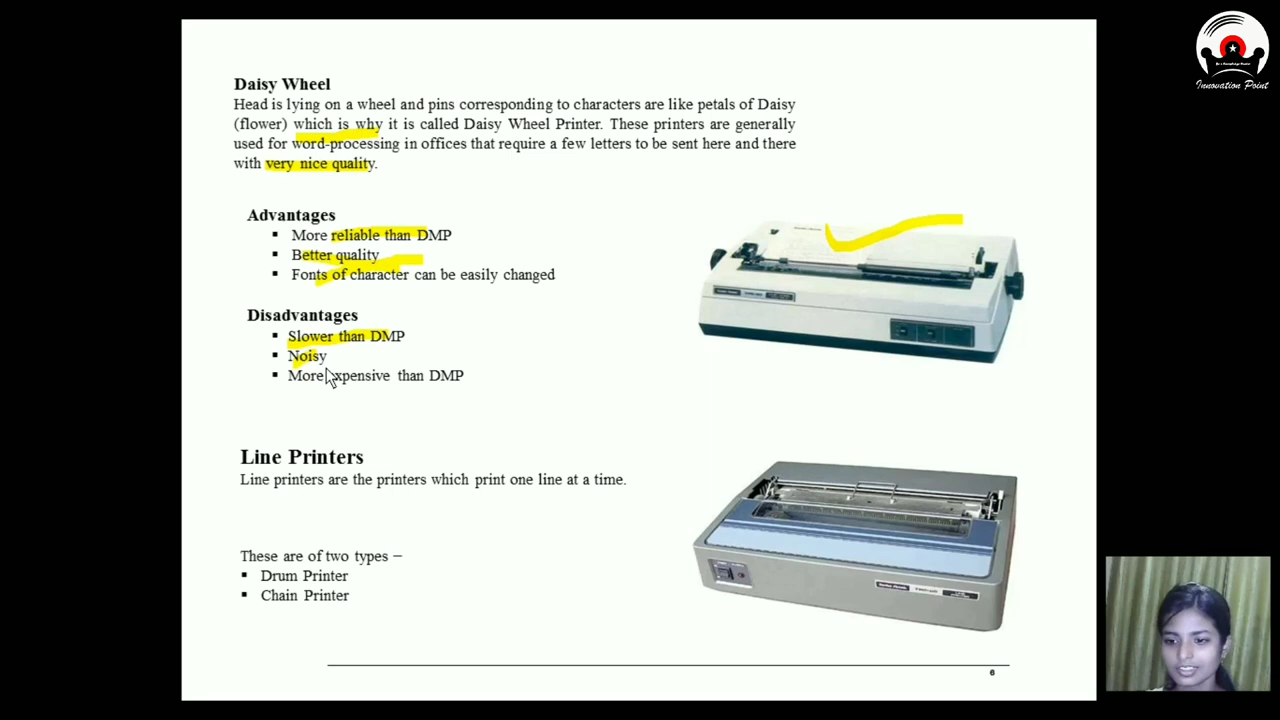 Daisy Wheel
Head is lying on a wheel and pins corresponding to characters are like petals of Daisy
(flower) which is why it is called Daisy Wheel Printer. These printers are generally
used for word-processing in offices that require a few letters to be sent here and there
with very nice quality.
Advantages
▪ More reliable than DMP
▪ Better quality
▪ Fonts of character can be easily changed
Disadvantages
▪ Slower than DMP
▪ Noisy
▪ More expensive than DMP
Line Printers
Line printers are the printers which print one line at a time.
These are of two types –
▪ Drum Printer
▪ Chain Printer
6
Innovation Point